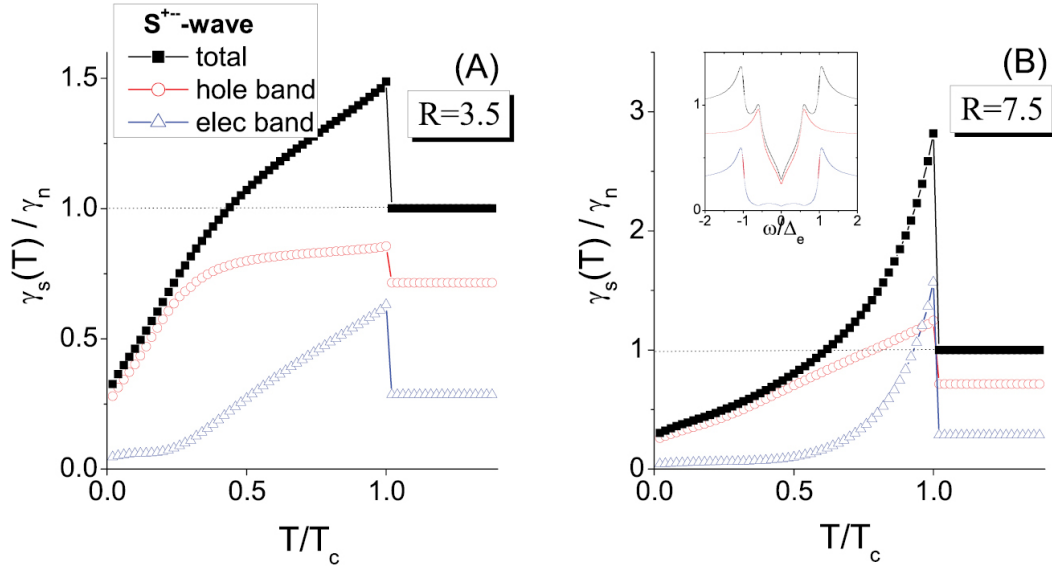 S⁺⁻⁻-wave
total
hole band
elec band
(A)
R=3.5
1.5
1.0
0.5
0.0
γₛ(T) / γₙ
0.0 0.5 1.0
T/T_c
(B)
R=7.5
3
2
1
0
γₛ(T) / γₙ
0.0 0.5 1.0
T/T_c
1
0
-2 -1 0 1 2
ω/Δₑ